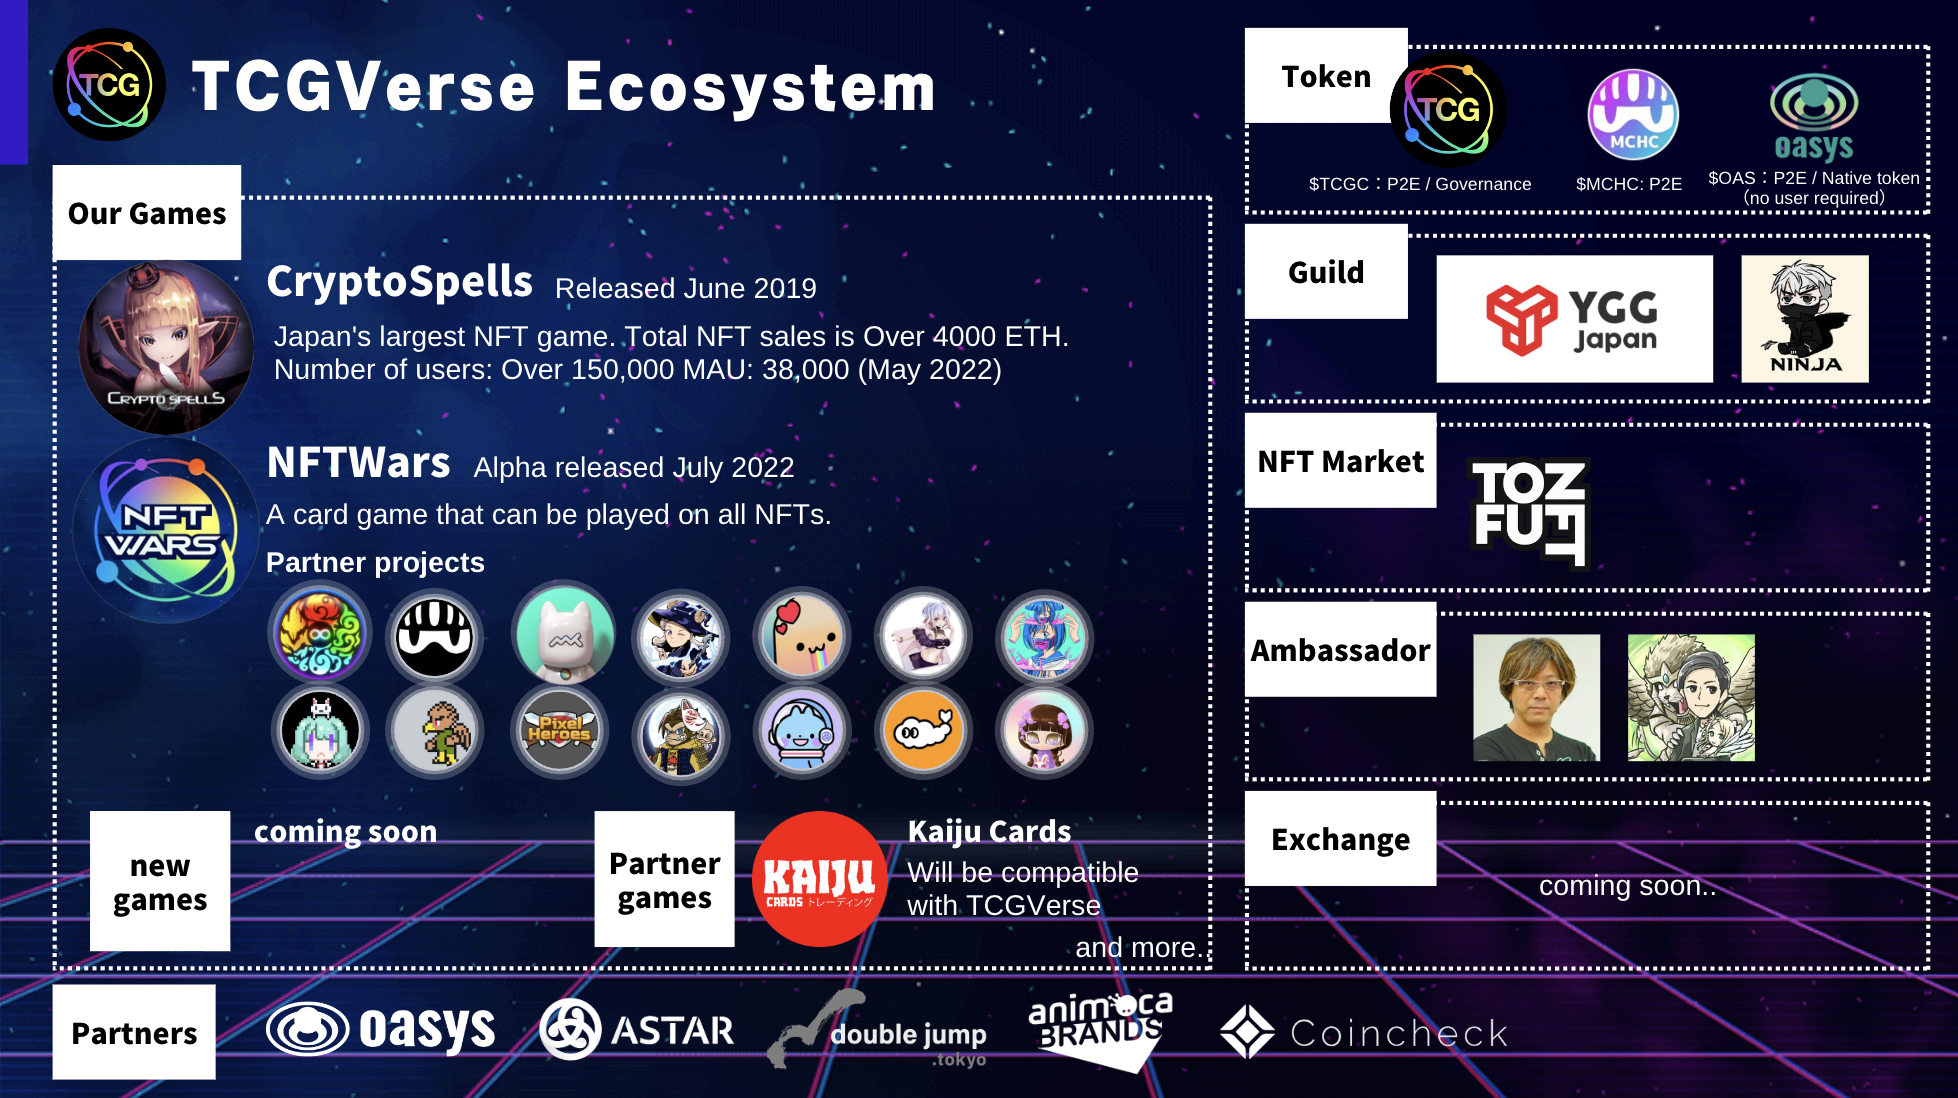 TCG
TCGVerse Ecosystem
Our Games
CRYPTO SPELLS
CryptoSpells Released June 2019
Japan's largest NFT game. Total NFT sales is Over 4000 ETH.
Number of users: Over 150,000 MAU: 38,000 (May 2022)
NFT
WARS
NFTWars Alpha released July 2022
A card game that can be played on all NFTs.
Partner projects
Pixel
Heroes
new
games
coming soon
Partner
games
KAIJU
CARDS トレーディング
Kaiju Cards
Will be compatible
with TCGVerse
and more..
Token
TCG
MCHC
oasys
$TCGC：P2E / Governance
$MCHC: P2E
$OAS：P2E / Native token
（no user required）
Guild
YGG
Japan
NINJA
NFT Market
TOZ
FUET
Ambassador
Exchange
coming soon..
Partners
oasys
ASTAR
double jump
.tokyo
animoca
BRANDS
Coincheck